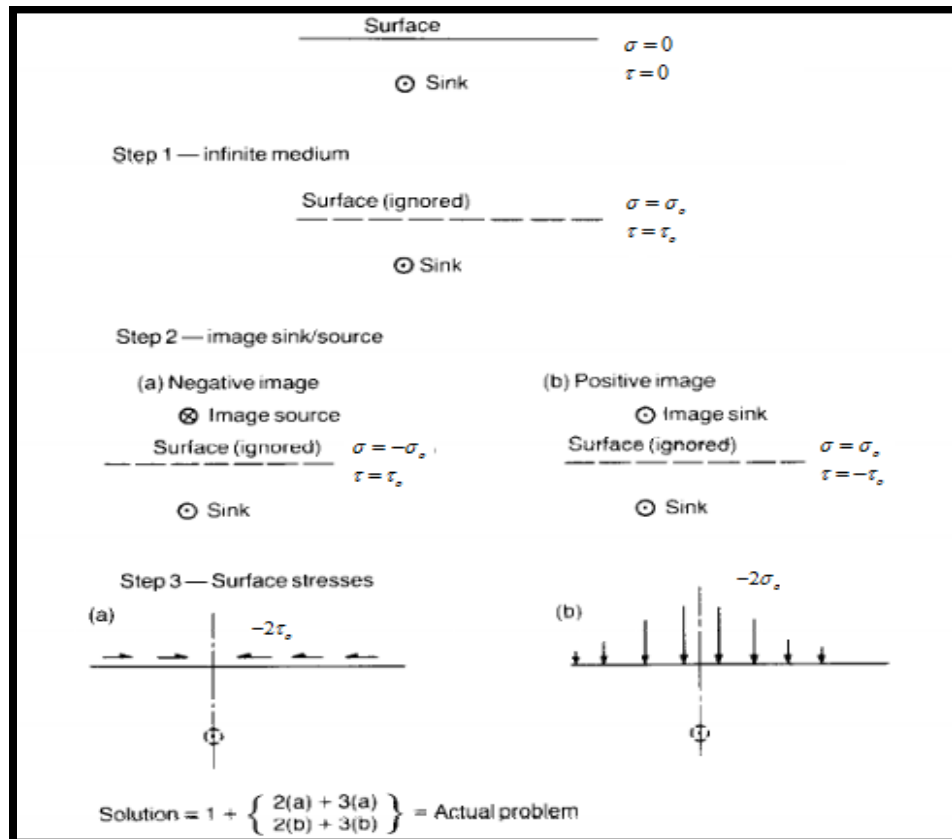 Surface
σ = 0
τ = 0
Sink
Step 1 — infinite medium
Surface (ignored)
σ = σₒ
τ = τₒ
Sink
Step 2 — image sink/source
(a) Negative image
Image source
Surface (ignored)
σ = -σₒ
τ = τₒ
Sink
(b) Positive image
Image sink
Surface (ignored)
σ = σₒ
τ = -τₒ
Sink
Step 3 — Surface stresses
(a)
-2τₒ
(b)
-2σₒ
Solution = 1 + { 2(a) + 3(a)
2(b) + 3(b) } = Actual problem